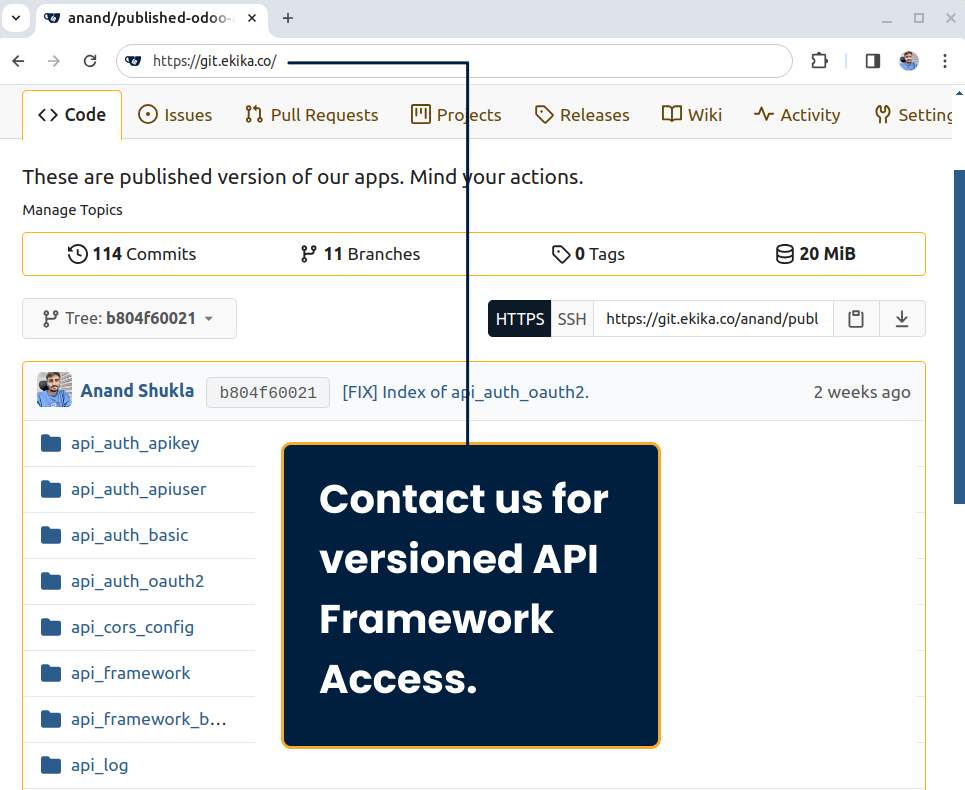 anand/published-odoo-
https://git.ekika.co/
Code
Issues
Pull Requests
Projects
Releases
Wiki
Activity
Setting
These are published version of our apps. Mind your actions.
Manage Topics
114 Commits
11 Branches
0 Tags
20 MiB
Tree: b804f60021
HTTPS
SSH
https://git.ekika.co/anand/publ
Anand Shukla
b804f60021
[FIX] Index of api_auth_oauth2.
2 weeks ago
api_auth_apikey
api_auth_apiuser
api_auth_basic
api_auth_oauth2
api_cors_config
api_framework
api_framework_b...
api_log
Contact us for
versioned API
Framework
Access.